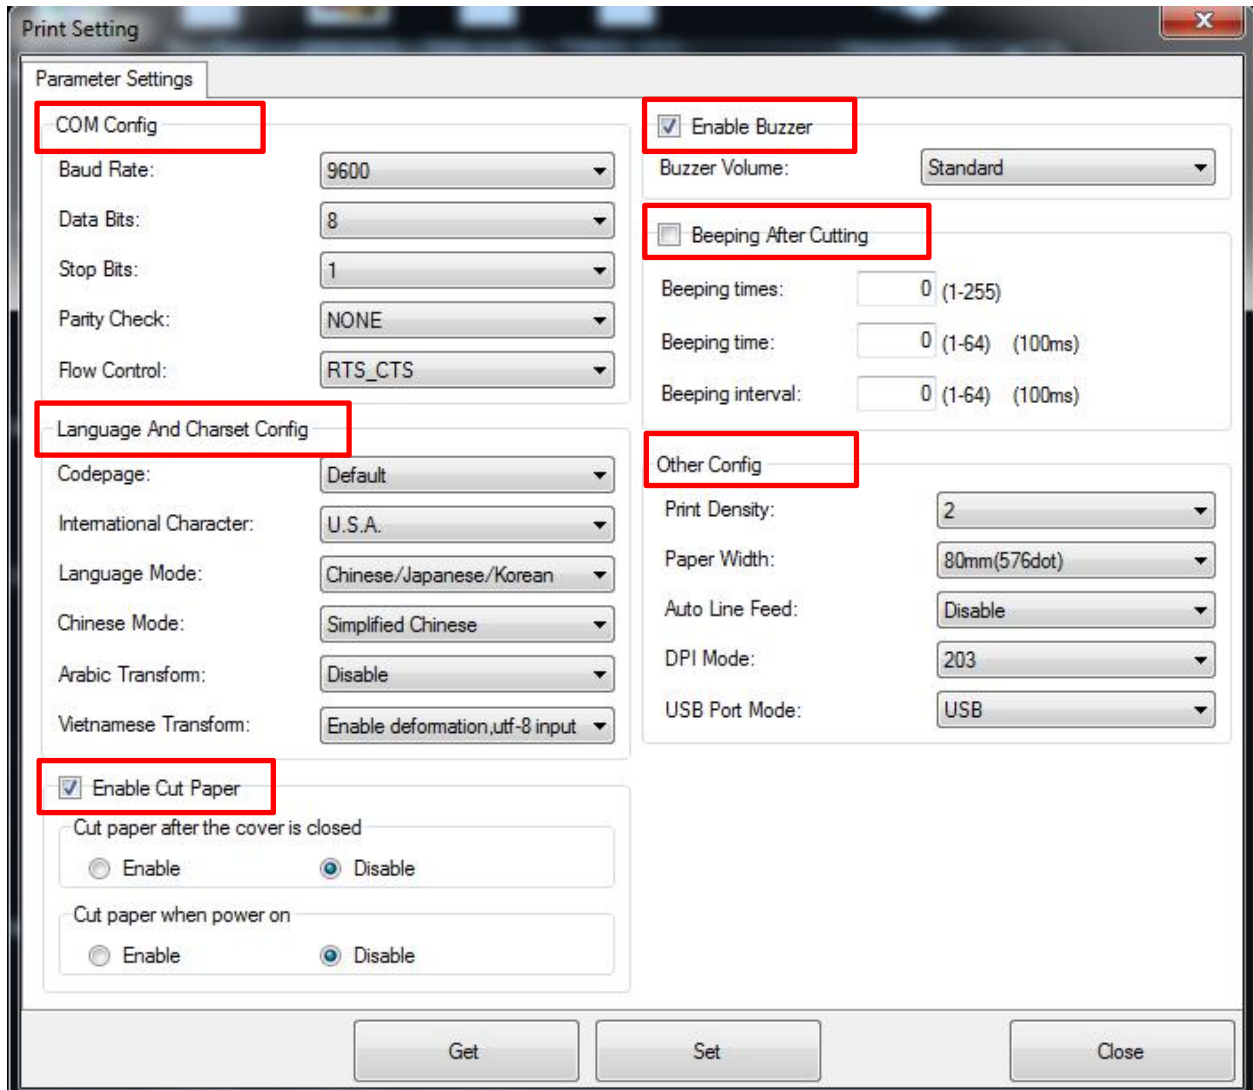 Print Setting
Parameter Settings
COM Config
Baud Rate: 9600
Data Bits: 8
Stop Bits: 1
Parity Check: NONE
Flow Control: RTS_CTS
Language And Charset Config
Codepage: Default
International Character: U.S.A.
Language Mode: Chinese/Japanese/Korean
Chinese Mode: Simplified Chinese
Arabic Transform: Disable
Vietnamese Transform: Enable deformation,utf-8 input
Enable Cut Paper
Cut paper after the cover is closed
Enable Disable
Cut paper when power on
Enable Disable
Enable Buzzer
Buzzer Volume: Standard
Beeping After Cutting
Beeping times: 0 (1-255)
Beeping time: 0 (1-64) (100ms)
Beeping interval: 0 (1-64) (100ms)
Other Config
Print Density: 2
Paper Width: 80mm(576dot)
Auto Line Feed: Disable
DPI Mode: 203
USB Port Mode: USB
Get Set Close